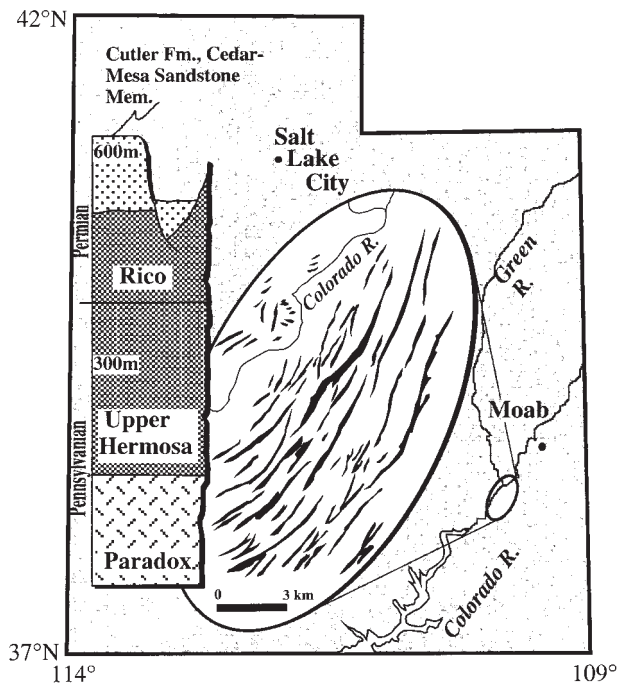 42°N
Cutler Fm., Cedar-
Mesa Sandstone
Mem.
600m
Salt
Lake
City
Permian
Rico
Colorado R.
Green
R.
300m
Moab
Upper
Hermosa
Pennsylvanian
Paradox
0 3 km
Colorado R.
37°N
114° 109°